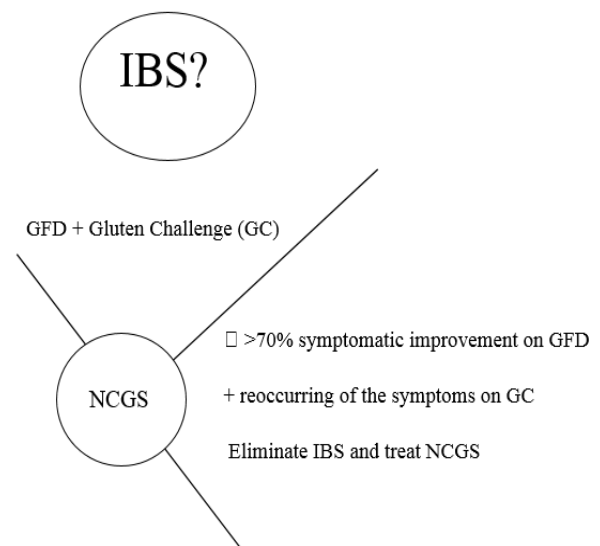 IBS?
GFD + Gluten Challenge (GC)
□ >70% symptomatic improvement on GFD
NCGS
+ reoccurring of the symptoms on GC
Eliminate IBS and treat NCGS